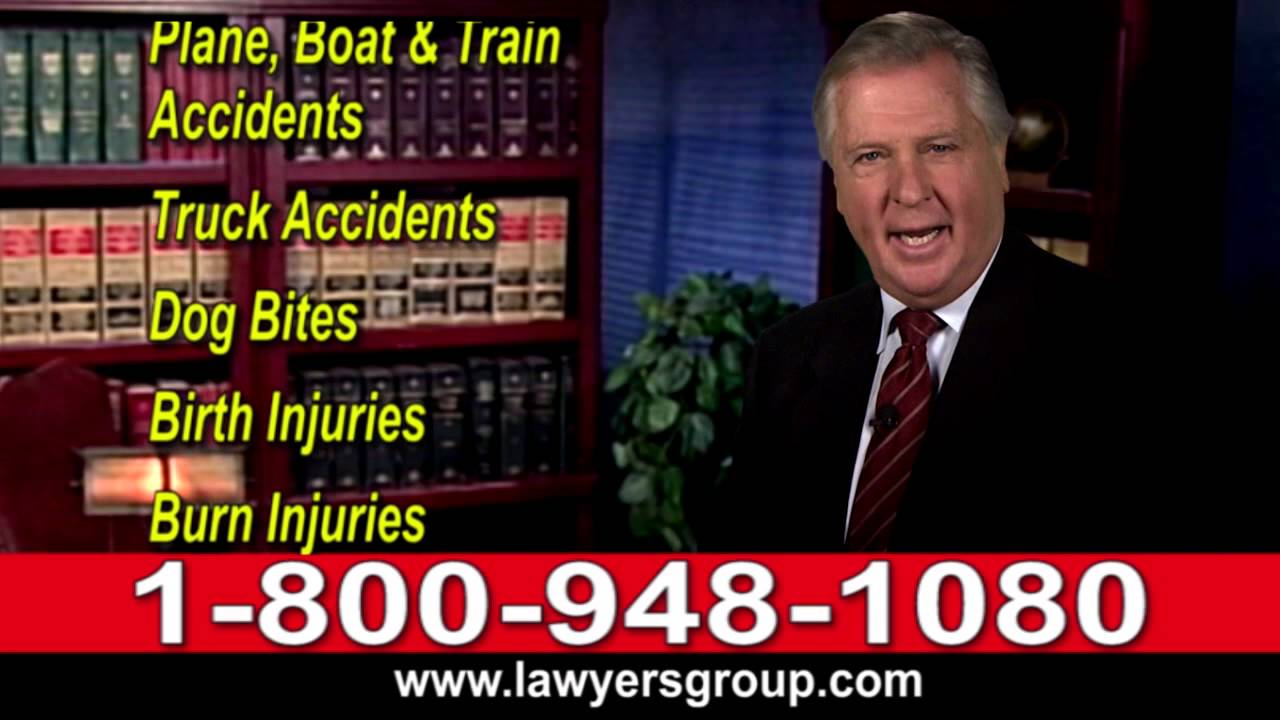 Plane, Boat & Train
Accidents
Truck Accidents
Dog Bites
Birth Injuries
Burn Injuries
1-800-948-1080
www.lawyersgroup.com